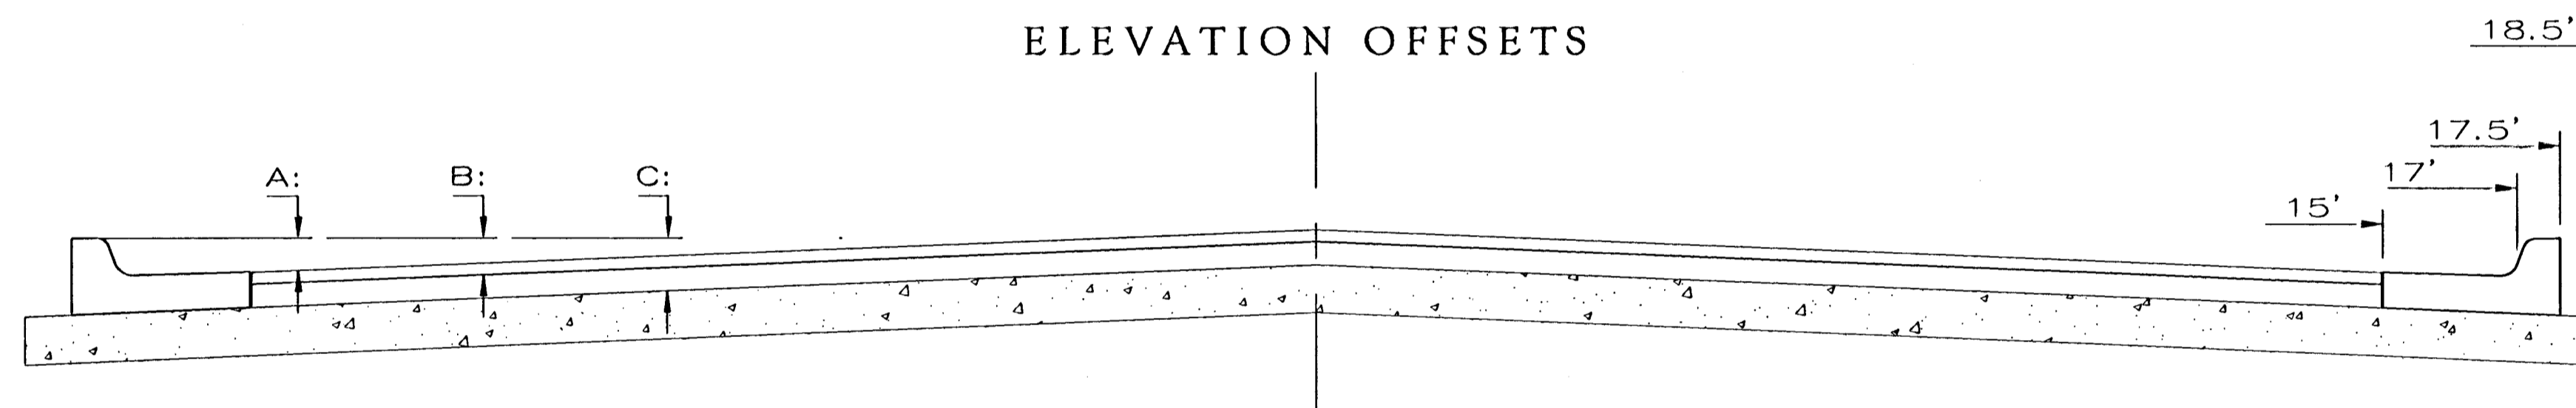 ELEVATION OFFSETS
18.5'
17.5'
17'
15'
A:
B:
C: